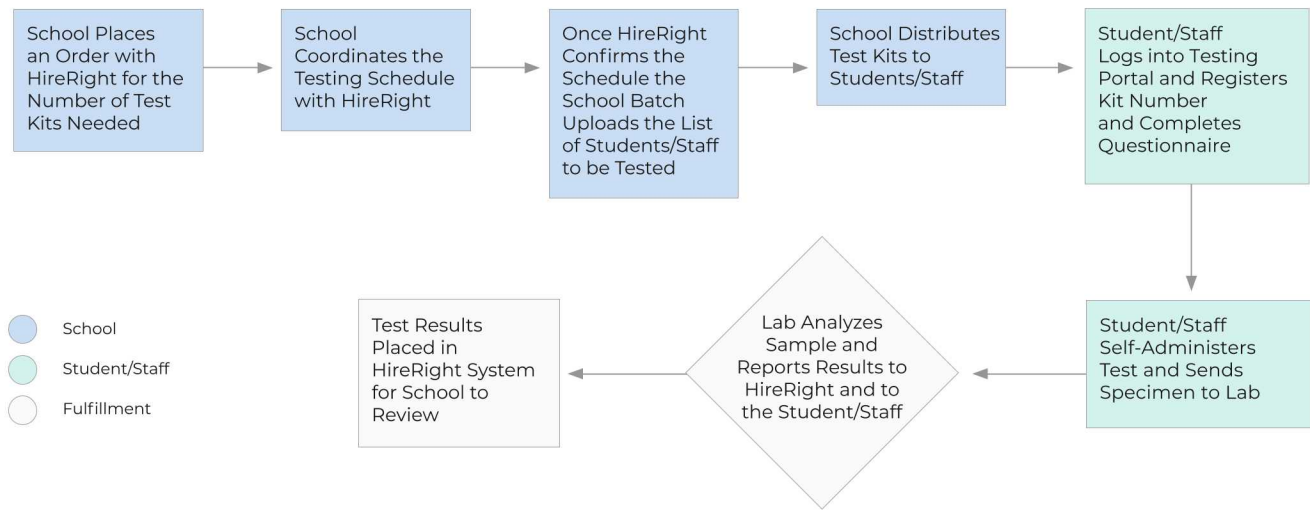 School Places
an Order with
HireRight for the
Number of Test
Kits Needed
School
Coordinates the
Testing Schedule
with HireRight
Once HireRight
Confirms the
Schedule the
School Batch
Uploads the List
of Students/Staff
to be Tested
School Distributes
Test Kits to
Students/Staff
Student/Staff
Logs into Testing
Portal and Registers
Kit Number
and Completes
Questionnaire
Student/Staff
Self-Administers
Test and Sends
Specimen to Lab
Lab Analyzes
Sample and
Reports Results to
HireRight and to
the Student/Staff
Test Results
Placed in
HireRight System
for School to
Review
School
Student/Staff
Fulfillment